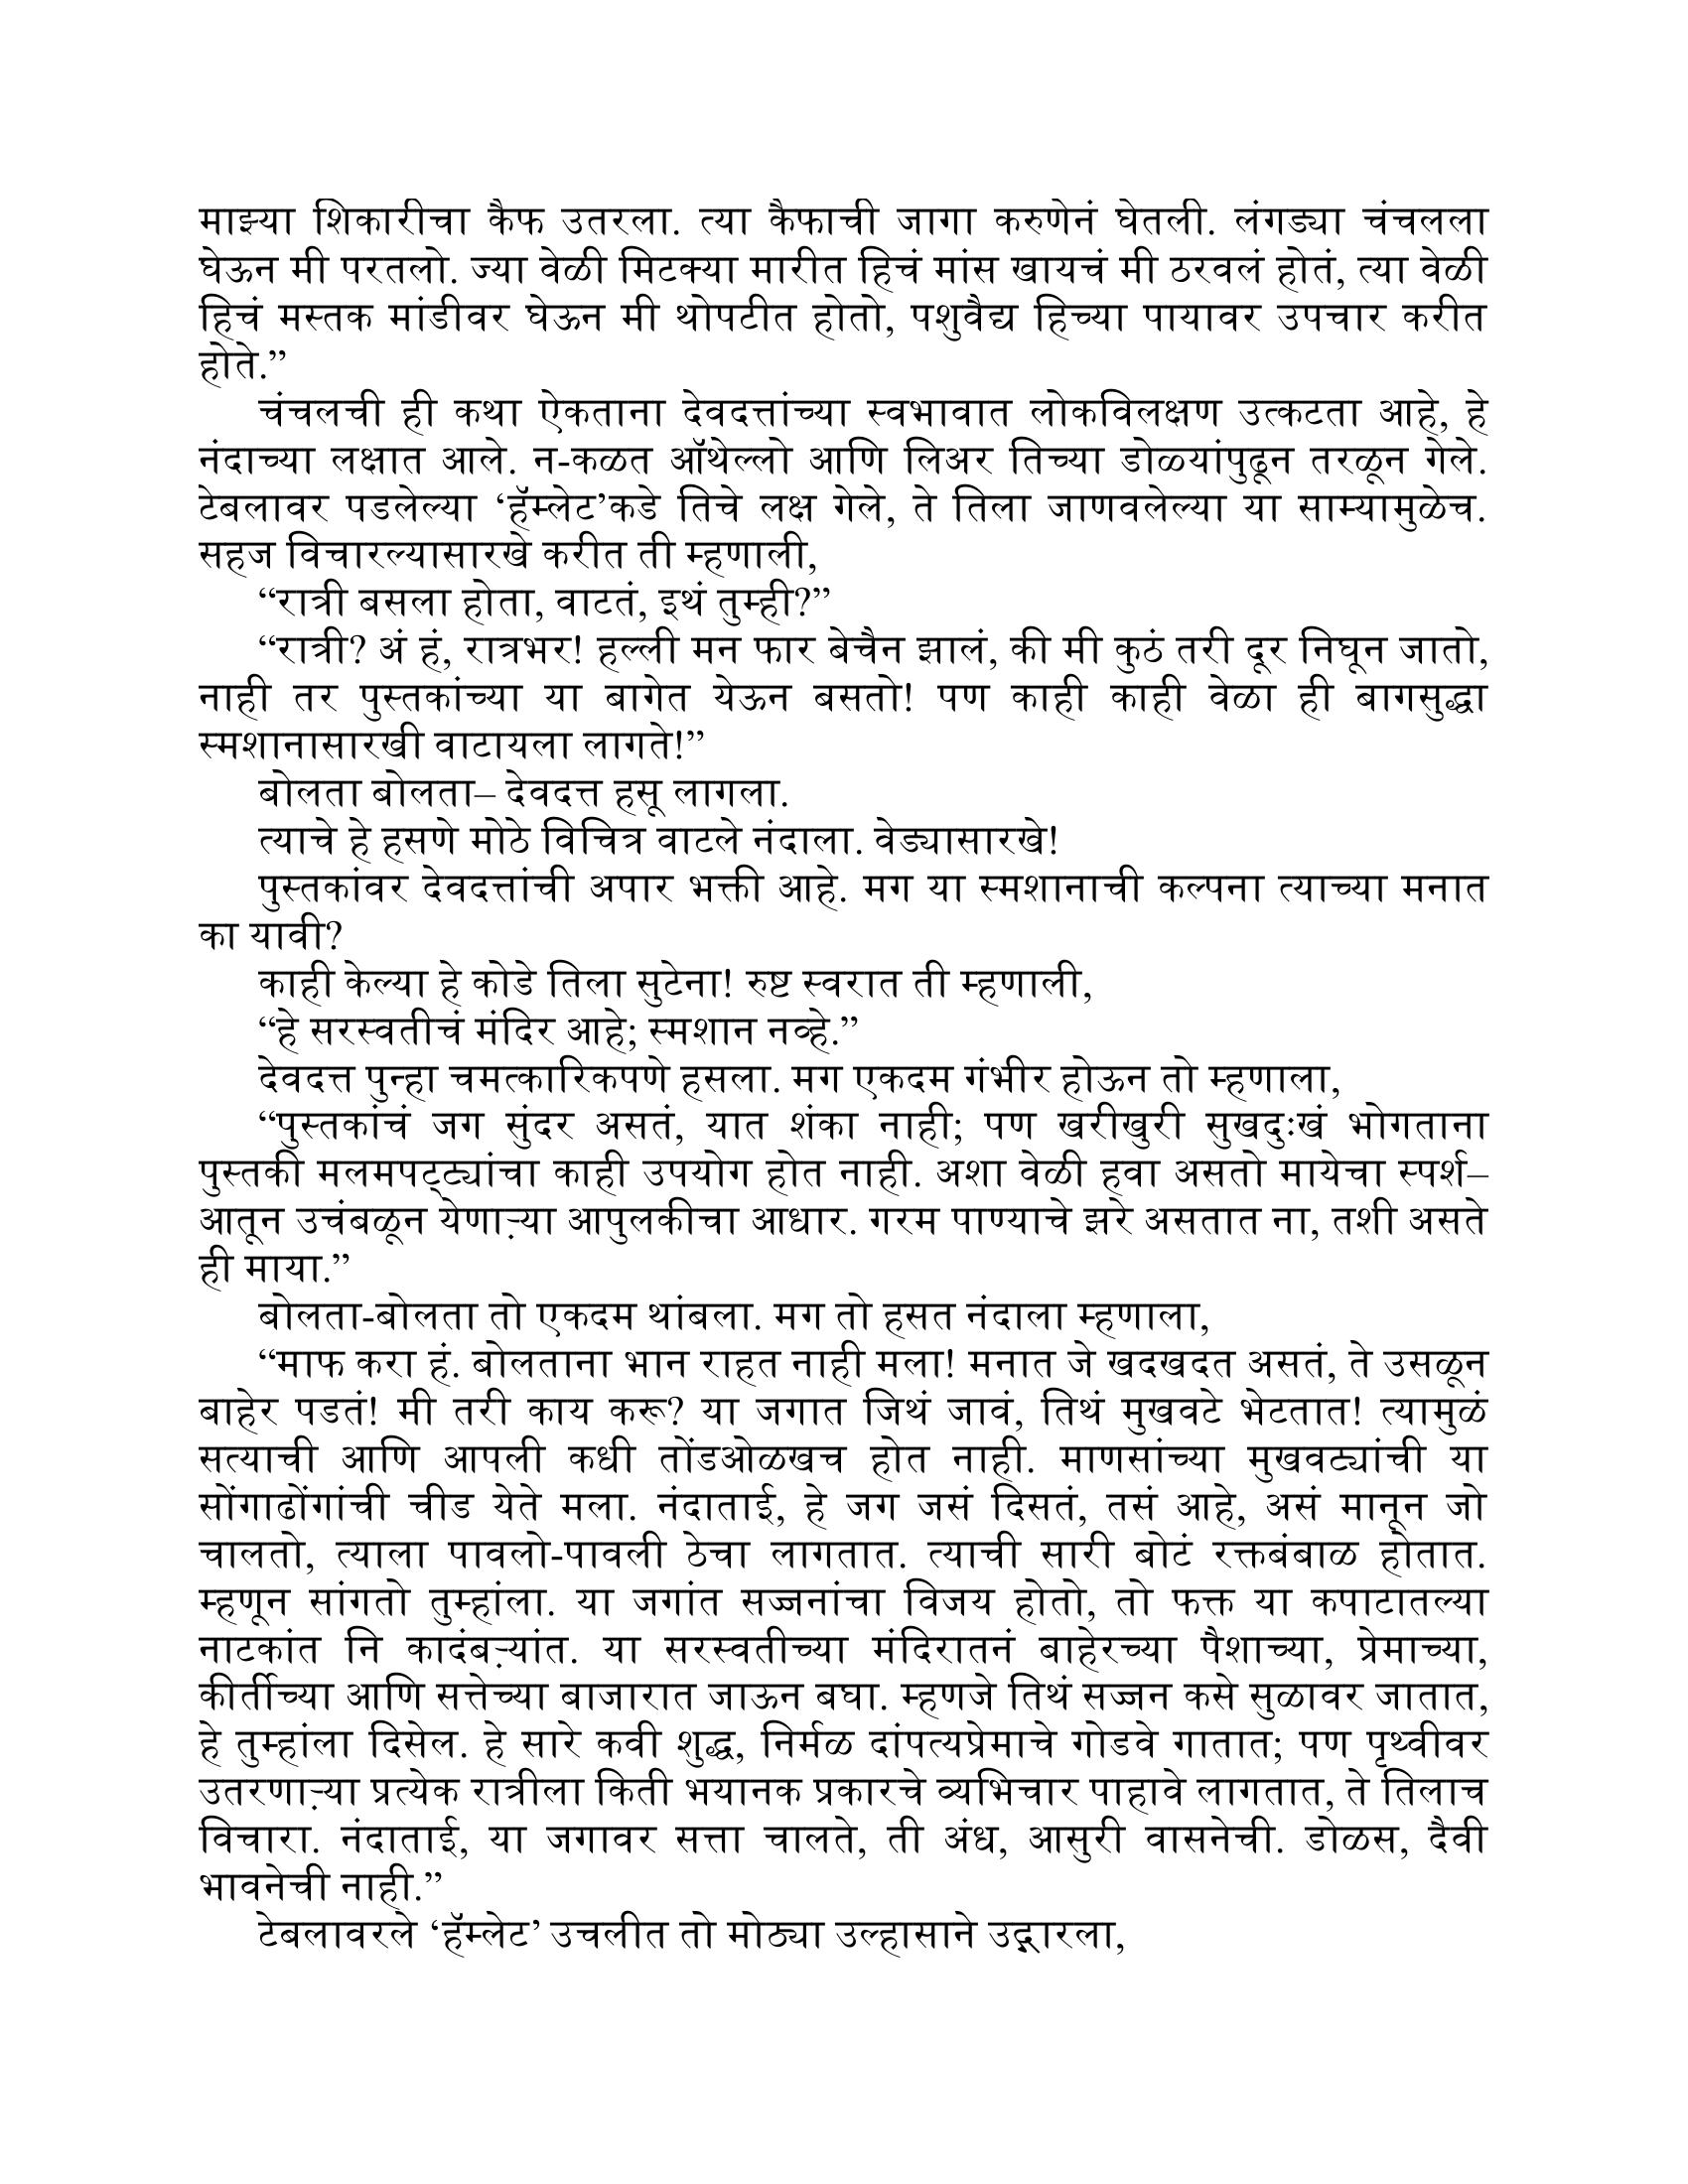 माझ्या शिकारीचा कैफ उतरला. त्या कैफाची जागा करुणेनं घेतली. लंगड्या चंचलला
घेऊन मी परतलो. ज्या वेळी मिटक्या मारीत हिचं मांस खायचं मी ठरवलं होतं, त्या वेळी
हिचं मस्तक मांडीवर घेऊन मी थोपटीत होतो, पशुवैद्य हिच्या पायावर उपचार करीत
होते.”
चंचलची ही कथा ऐकताना देवदत्तांच्या स्वभावात लोकविलक्षण उत्कटता आहे, हे
नंदाच्या लक्षात आले. न-कळत ऑथेल्लो आणि लिअर तिच्या डोळ्यांपुढून तरळून गेले.
टेबलावर पडलेल्या ‘हॅम्लेट’कडे तिचे लक्ष गेले, ते तिला जाणवलेल्या या साम्यामुळेच.
सहज विचारल्यासारखे करीत ती म्हणाली,
“रात्री बसला होता, वाटतं, इथं तुम्ही?”
“रात्री? अं हं, रात्रभर! हल्ली मन फार बेचैन झालं, की मी कुठं तरी दूर निघून जातो,
नाही तर पुस्तकांच्या या बागेत येऊन बसतो! पण काही काही वेळा ही बागसुद्धा
स्मशानासारखी वाटायला लागते!”
बोलता बोलता– देवदत्त हसू लागला.
त्याचे हे हसणे मोठे विचित्र वाटले नंदाला. वेड्यासारखे!
पुस्तकांवर देवदत्तांची अपार भक्ती आहे. मग या स्मशानाची कल्पना त्याच्या मनात
का यावी?
काही केल्या हे कोडे तिला सुटेना! रुष्ट स्वरात ती म्हणाली,
“हे सरस्वतीचं मंदिर आहे; स्मशान नव्हे.”
देवदत्त पुन्हा चमत्कारिकपणे हसला. मग एकदम गंभीर होऊन तो म्हणाला,
“पुस्तकांचं जग सुंदर असतं, यात शंका नाही; पण खरीखुरी सुखदुःखं भोगताना
पुस्तकी मलमपट्ट्यांचा काही उपयोग होत नाही. अशा वेळी हवा असतो मायेचा स्पर्श–
आतून उचंबळून येणाऱ्या आपुलकीचा आधार. गरम पाण्याचे झरे असतात ना, तशी असते
ही माया.”
बोलता-बोलता तो एकदम थांबला. मग तो हसत नंदाला म्हणाला,
“माफ करा हं. बोलताना भान राहत नाही मला! मनात जे खदखदत असतं, ते उसळून
बाहेर पडतं! मी तरी काय करू? या जगात जिथं जावं, तिथं मुखवटे भेटतात! त्यामुळं
सत्याची आणि आपली कधी तोंडओळखच होत नाही. माणसांच्या मुखवट्यांची या
सोंगाढोंगांची चीड येते मला. नंदाताई, हे जग जसं दिसतं, तसं आहे, असं मानून जो
चालतो, त्याला पावलो-पावली ठेचा लागतात. त्याची सारी बोटं रक्तबंबाळ होतात.
म्हणून सांगतो तुम्हांला. या जगांत सज्जनांचा विजय होतो, तो फक्त या कपाटातल्या
नाटकांत नि कादंबऱ्यांत. या सरस्वतीच्या मंदिरातनं बाहेरच्या पैशाच्या, प्रेमाच्या,
कीर्तीच्या आणि सत्तेच्या बाजारात जाऊन बघा. म्हणजे तिथं सज्जन कसे सुळावर जातात,
हे तुम्हांला दिसेल. हे सारे कवी शुद्ध, निर्मळ दांपत्यप्रेमाचे गोडवे गातात; पण पृथ्वीवर
उतरणाऱ्या प्रत्येक रात्रीला किती भयानक प्रकारचे व्यभिचार पाहावे लागतात, ते तिलाच
विचारा. नंदाताई, या जगावर सत्ता चालते, ती अंध, आसुरी वासनेची. डोळस, दैवी
भावनेची नाही.”
टेबलावरले ‘हॅम्लेट’ उचलीत तो मोठ्या उल्हासाने उद्गारला,